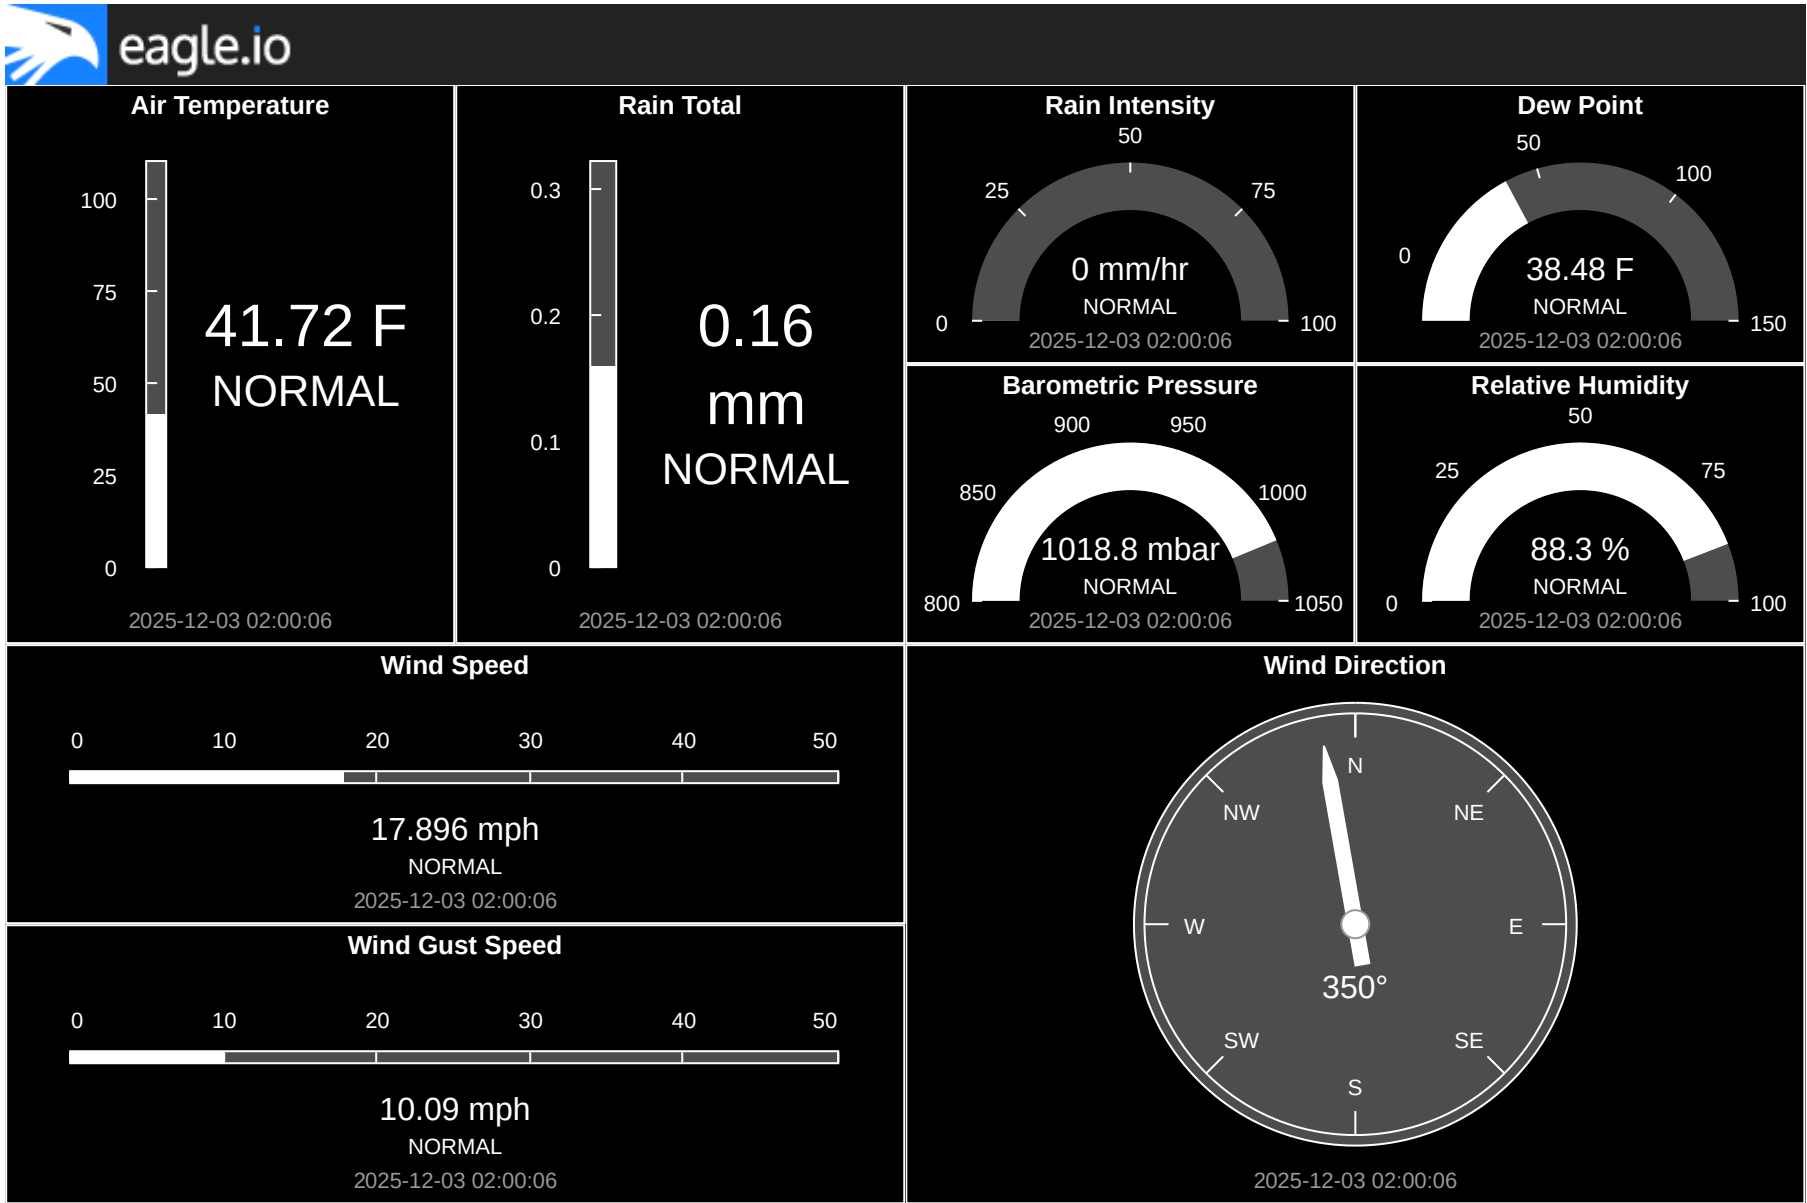 eagle.io
Air Temperature
100
75
50
25
0
41.72 F
NORMAL
2025-12-03 02:00:06
Rain Total
0.3
0.2
0.1
0
0.16
mm
NORMAL
2025-12-03 02:00:06
Rain Intensity
0
25
50
75
100
0 mm/hr
NORMAL
2025-12-03 02:00:06
Dew Point
0
50
100
150
38.48 F
NORMAL
2025-12-03 02:00:06
Barometric Pressure
800
850
900
950
1000
1050
1018.8 mbar
NORMAL
2025-12-03 02:00:06
Relative Humidity
0
25
50
75
100
88.3 %
NORMAL
2025-12-03 02:00:06
Wind Speed
0 10 20 30 40 50
17.896 mph
NORMAL
2025-12-03 02:00:06
Wind Gust Speed
0 10 20 30 40 50
10.09 mph
NORMAL
2025-12-03 02:00:06
Wind Direction
N
NW NE
W E
350°
SW SE
S
2025-12-03 02:00:06